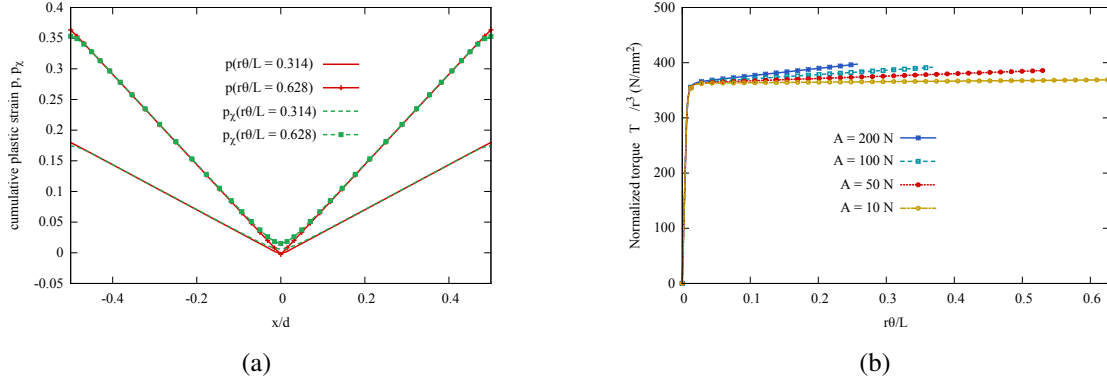 0.4
0.35
0.3
0.25
0.2
0.15
0.1
0.05
0
-0.05
cumulative plastic strain p, pχ
p(rθ/L = 0.314)
p(rθ/L = 0.628)
pχ(rθ/L = 0.314)
pχ(rθ/L = 0.628)
-0.4 -0.2 0 0.2 0.4
x/d
(a)
500
400
300
200
100
0
Normalized torque T /r³ (N/mm²)
A = 200 N
A = 100 N
A = 50 N
A = 10 N
0 0.1 0.2 0.3 0.4 0.5 0.6
rθ/L
(b)